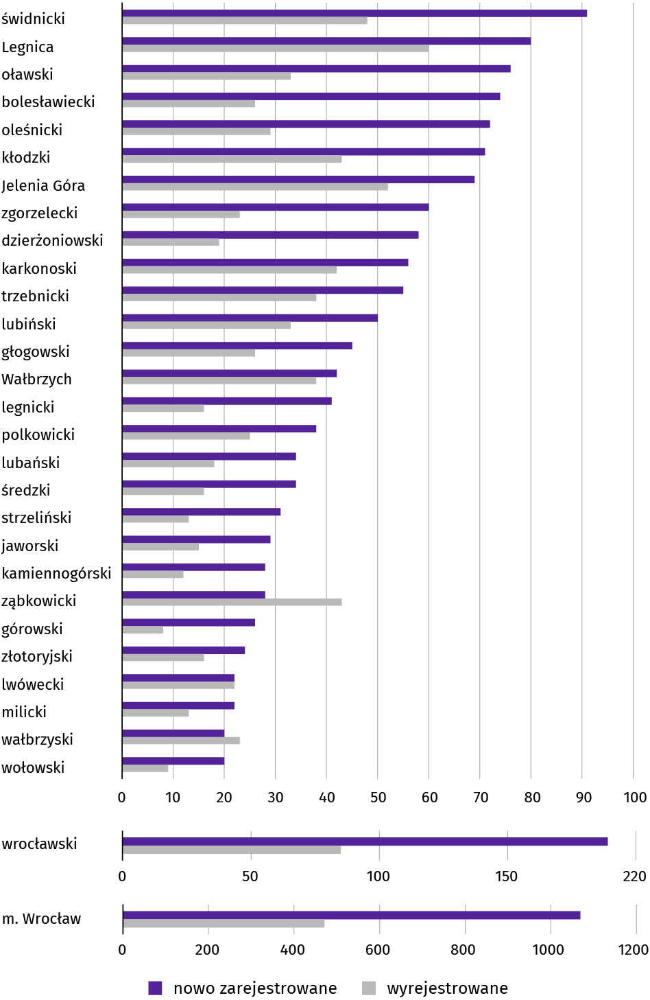 świdnicki
Legnica
oławski
bolesławiecki
oleśnicki
kłodzki
Jelenia Góra
zgorzelecki
dzierżoniowski
karkonoski
trzebnicki
lubiński
głogowski
Wałbrzych
legnicki
polkowicki
lubański
średzki
strzeliński
jaworski
kamiennogórski
ząbkowicki
górowski
złotoryjski
lwówecki
milicki
wałbrzyski
wołowski
0 10 20 30 40 50 60 70 80 90 100
wrocławski
0 50 100 150 220
m. Wrocław
0 200 400 600 800 1000 1200
nowo zarejestrowane wyrejestrowane